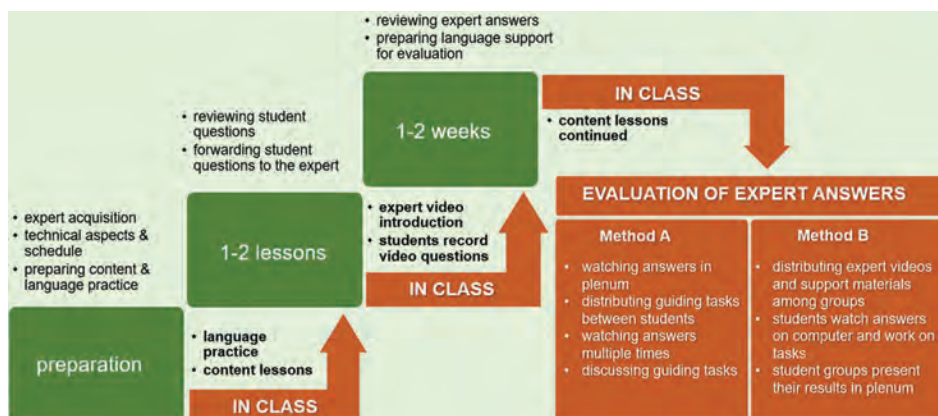 • expert acquisition
• technical aspects &
schedule
• preparing content &
language practice
preparation
• language
practice
• content lessons
IN CLASS
• reviewing student
questions
• forwarding student
questions to the expert
1-2 lessons
• expert video
introduction
• students record
video questions
IN CLASS
• reviewing expert answers
• preparing language support
for evaluation
1-2 weeks
IN CLASS
• content lessons
continued
EVALUATION OF EXPERT ANSWERS
Method A
• watching answers in
plenum
• distributing guiding tasks
between students
• watching answers
multiple times
• discussing guiding tasks
Method B
• distributing expert videos
and support materials
among groups
• students watch answers
on computer and work on
tasks
• student groups present
their results in plenum